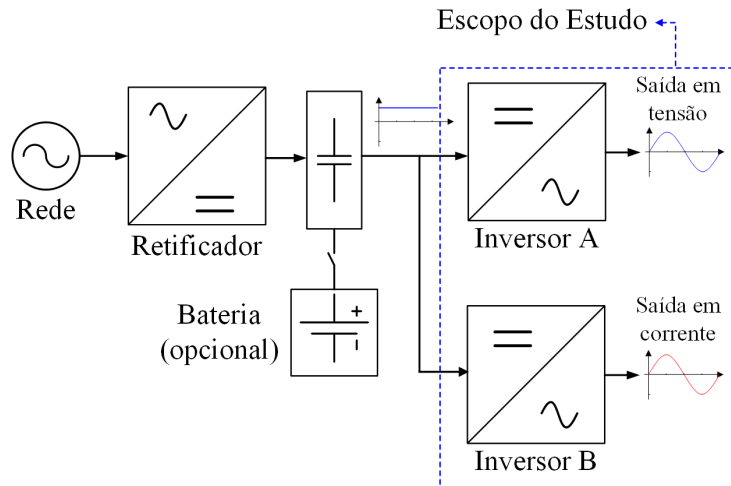 Escopo do Estudo
Saída em
tensão
Rede
Retificador
Inversor A
Bateria
(opcional)
+
Saída em
corrente
Inversor B